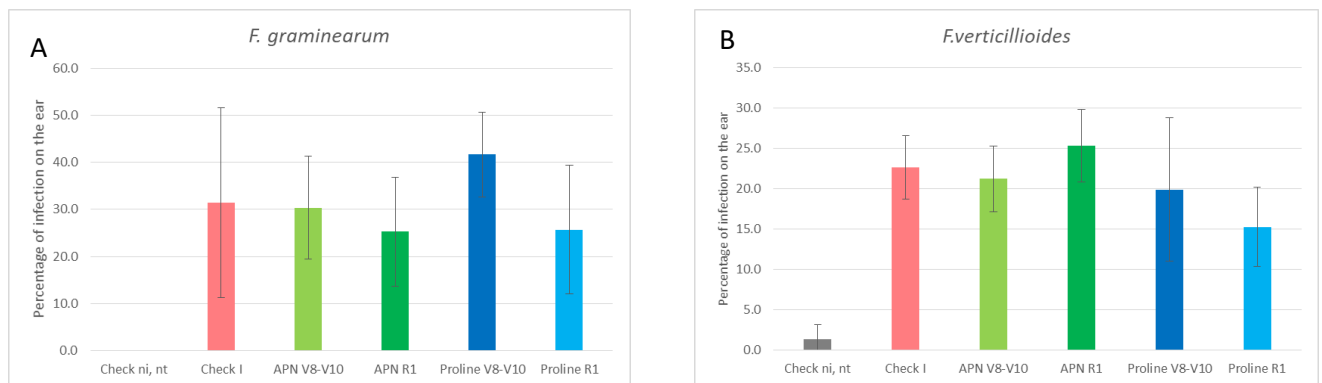 A
F. graminearum
Percentage of infection on the ear
60.0
50.0
40.0
30.0
20.0
10.0
0.0
Check ni, nt
Check I
APN V8-V10
APN R1
Proline V8-V10
Proline R1
B
F.verticillioides
Percentage of infection on the ear
35.0
30.0
25.0
20.0
15.0
10.0
5.0
0.0
Check ni, nt
Check I
APN V8-V10
APN R1
Proline V8-V10
Proline R1